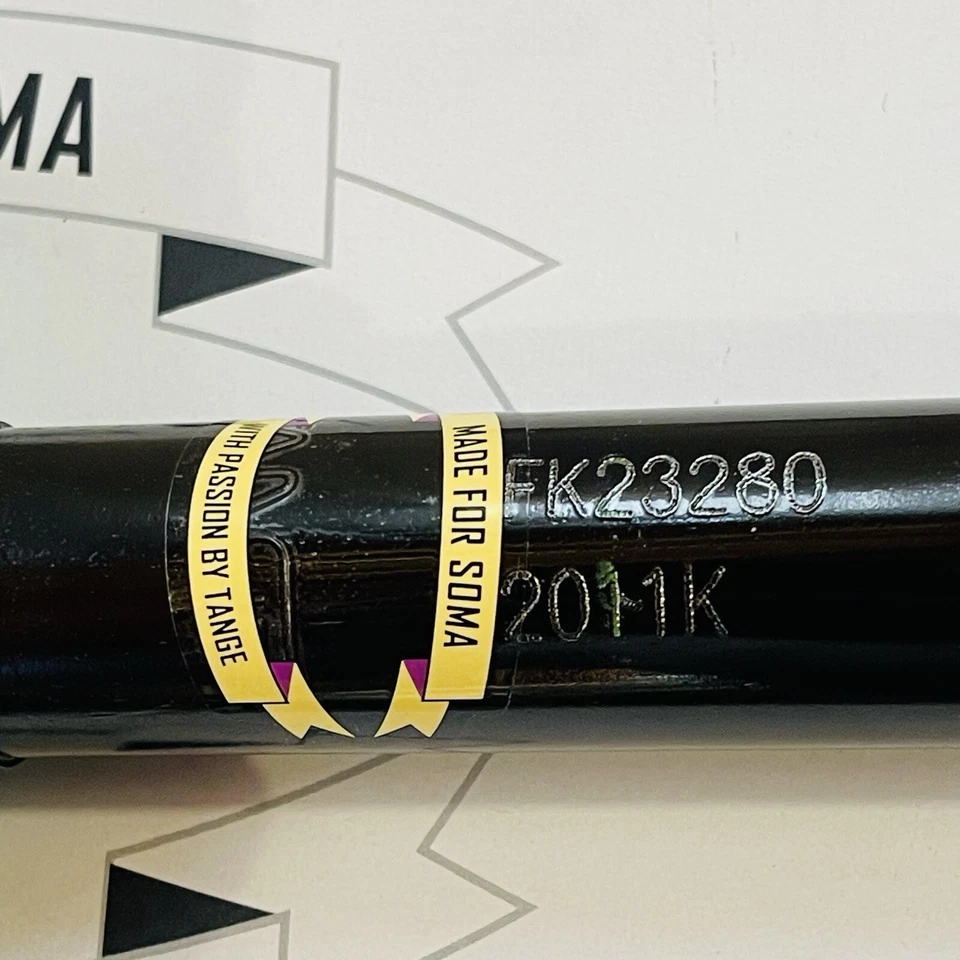 MA
WITH PASSION BY TANGE
MADE FOR SOMA
FK23280
2011K